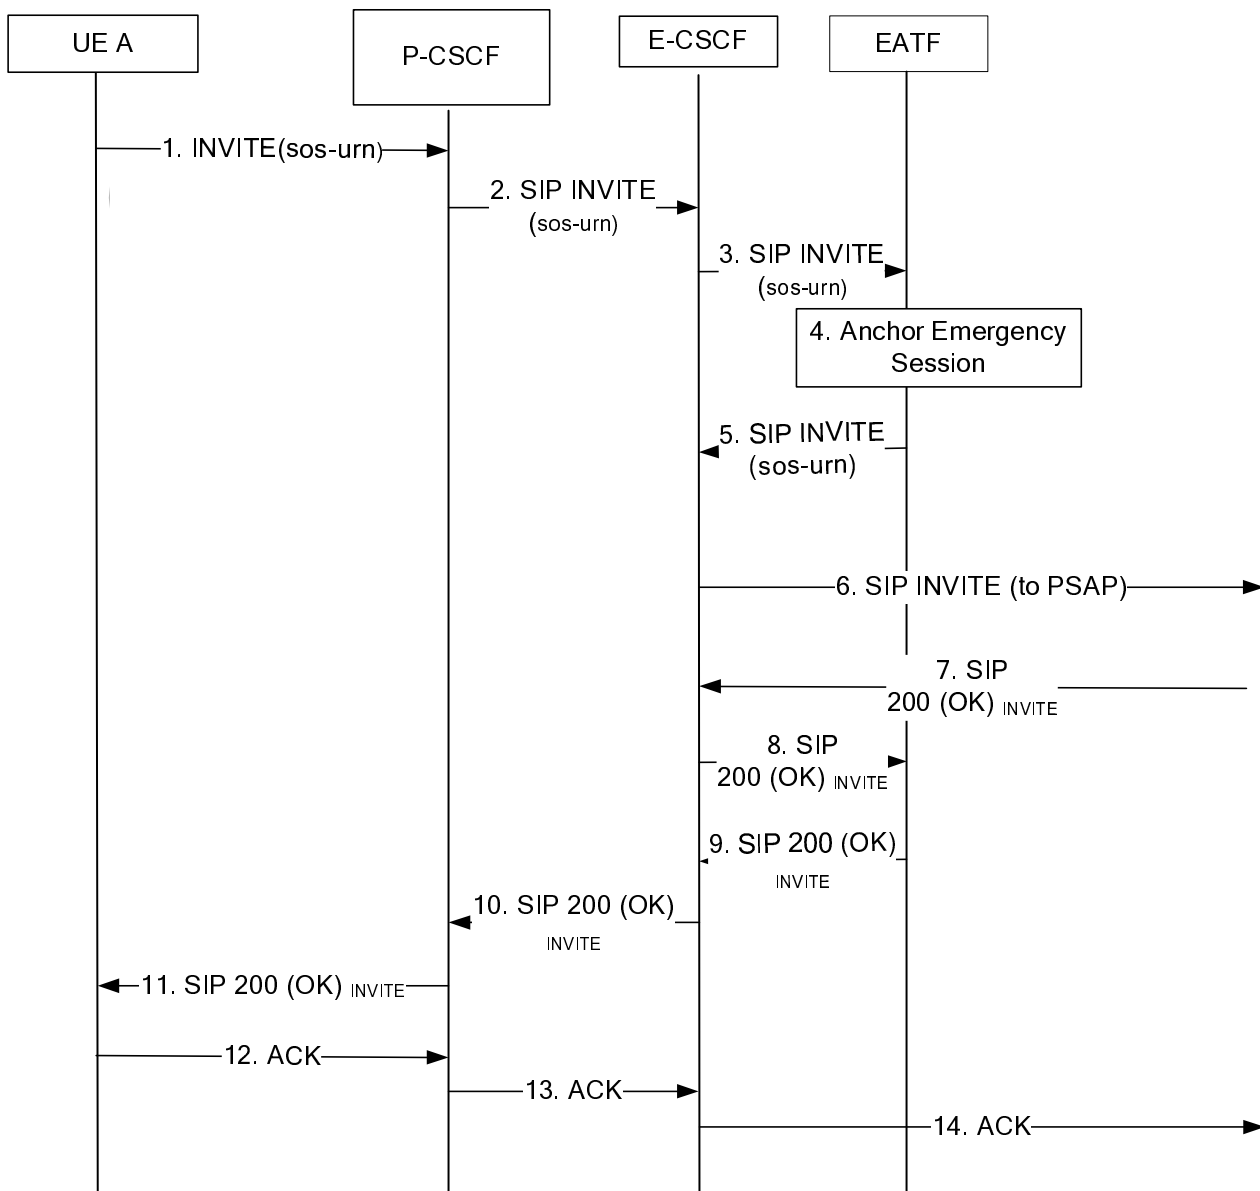 UE A
P-CSCF
E-CSCF
EATF
1. INVITE(sos-urn)
2. SIP INVITE
(sos-urn)
3. SIP INVITE
(sos-urn)
4. Anchor Emergency
Session
5. SIP INVITE
(sos-urn)
6. SIP INVITE (to PSAP)
7. SIP
200 (OK) INVITE
8. SIP
200 (OK) INVITE
9. SIP 200 (OK)
INVITE
10. SIP 200 (OK)
INVITE
11. SIP 200 (OK) INVITE
12. ACK
13. ACK
14. ACK